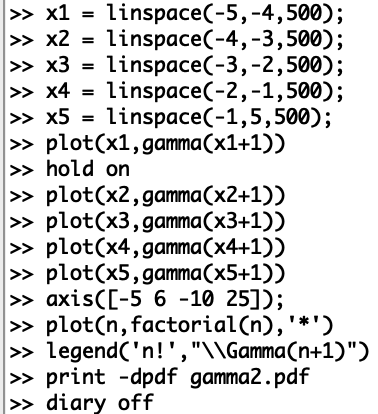 >> x1 = linspace(-5,-4,500);
>> x2 = linspace(-4,-3,500);
>> x3 = linspace(-3,-2,500);
>> x4 = linspace(-2,-1,500);
>> x5 = linspace(-1,5,500);
>> plot(x1,gamma(x1+1))
>> hold on
>> plot(x2,gamma(x2+1))
>> plot(x3,gamma(x3+1))
>> plot(x4,gamma(x4+1))
>> plot(x5,gamma(x5+1))
>> axis([-5 6 -10 25]);
>> plot(n,factorial(n),'*')
>> legend('n!',"\\Gamma(n+1)")
>> print -dpdf gamma2.pdf
>> diary off